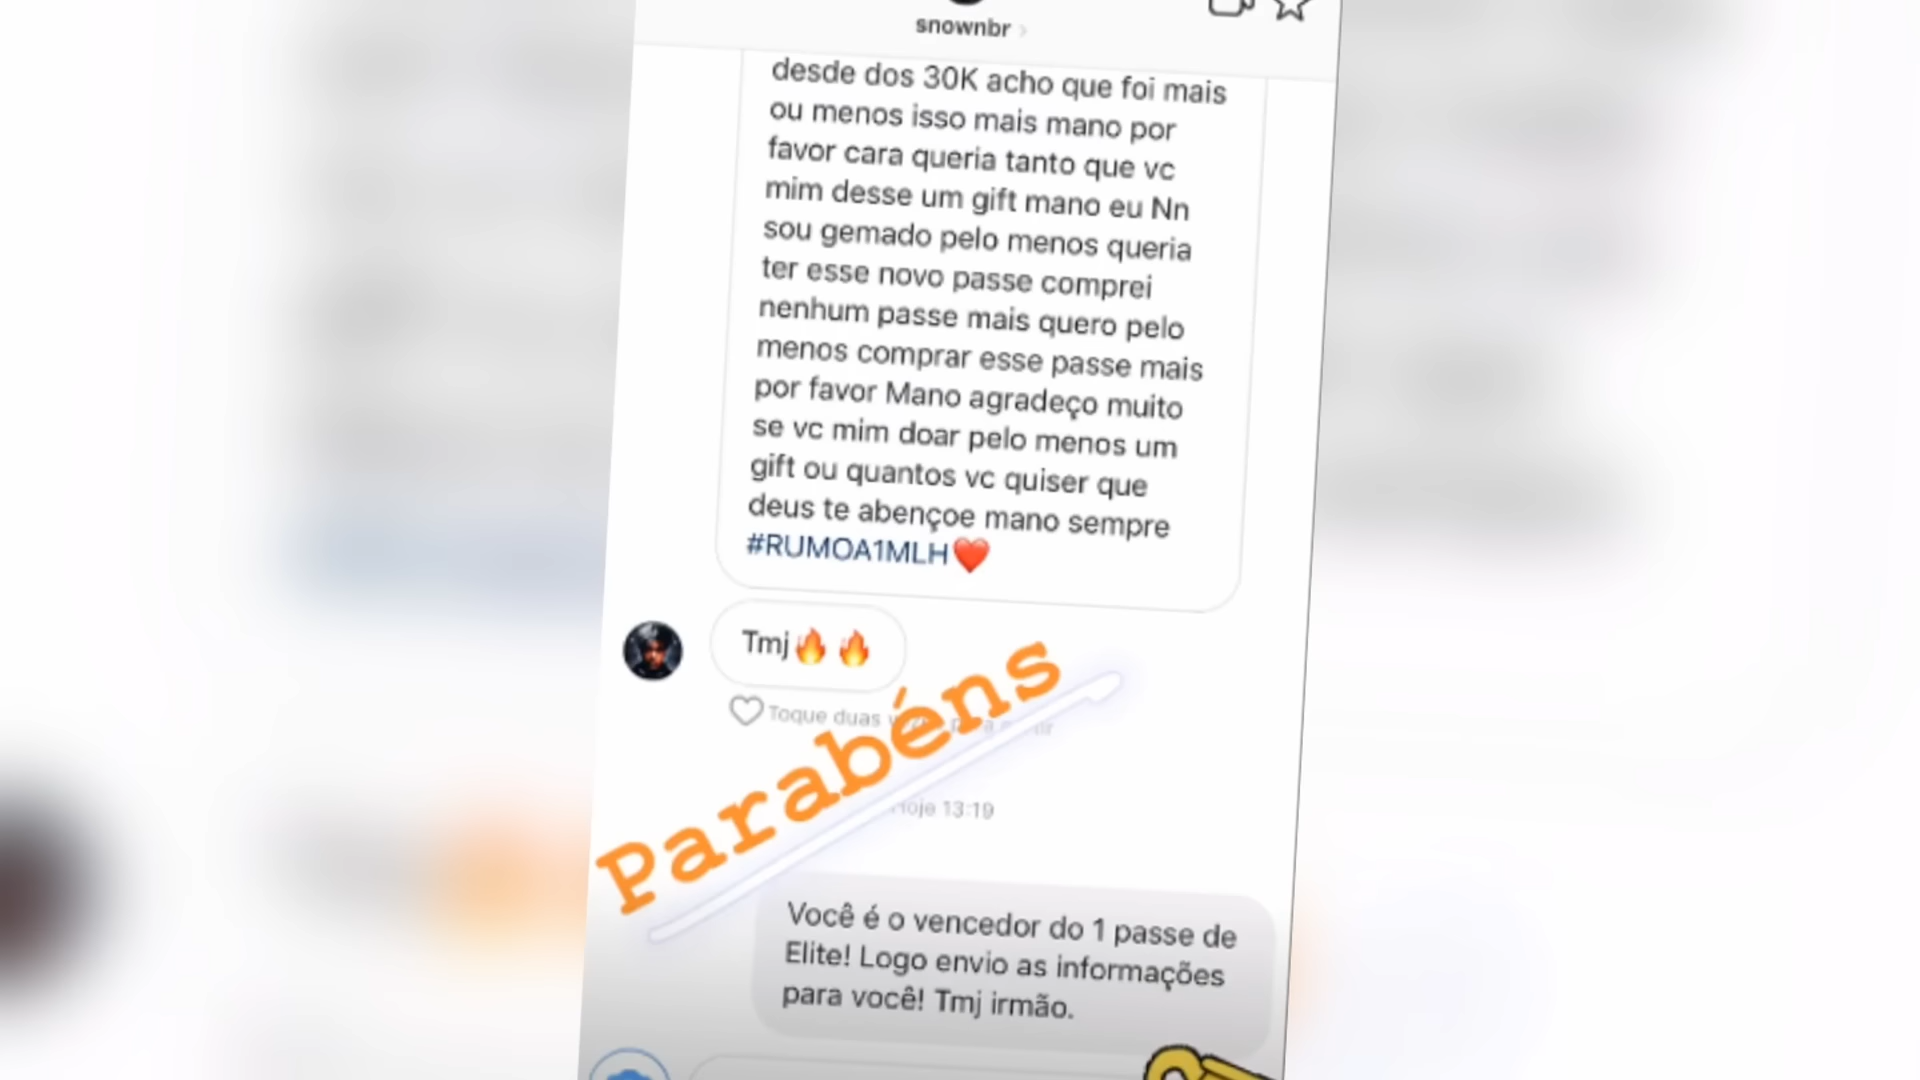 snownbr
desde dos 30K acho que foi mais
ou menos isso mais mano por
favor cara queria tanto que vc
mim desse um gift mano eu Nn
sou gemado pelo menos queria
ter esse novo passe comprei
nenhum passe mais quero pelo
menos comprar esse passe mais
por favor Mano agradeço muito
se vc mim doar pelo menos um
gift ou quantos vc quiser que
deus te abençoe mano sempre
#RUMOA1MLH❤️
Tmj🔥🔥
Toque duas
Parabéns
Hoje 13:19
Você é o vencedor do 1 passe de
Elite! Logo envio as informações
para você! Tmj irmão.